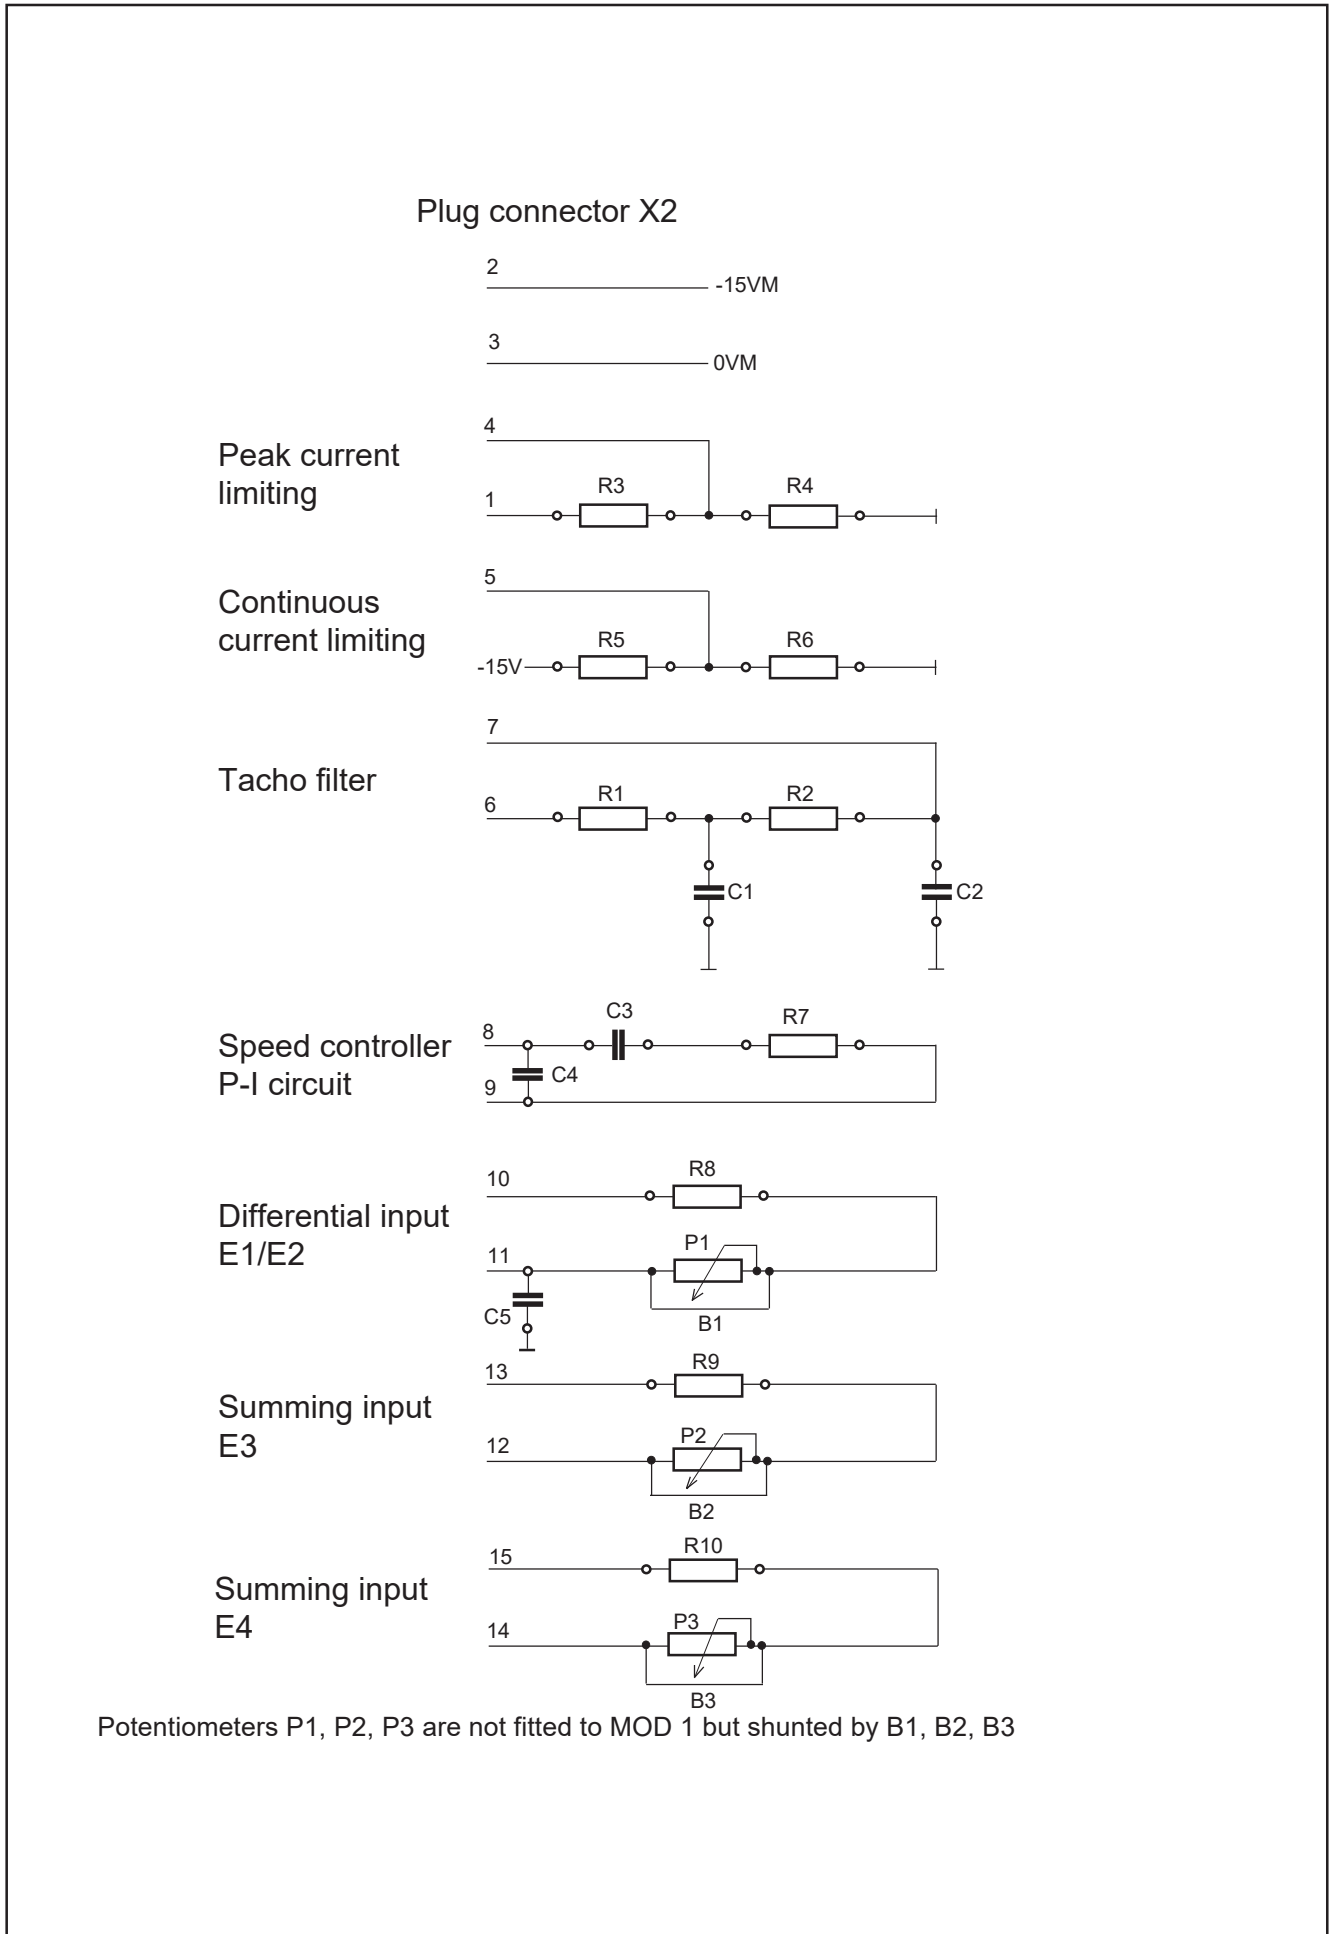 Plug connector X2
2
-15VM
3
0VM
4
Peak current
limiting
R3
R4
1
5
Continuous
current limiting
R5
R6
-15V
7
Tacho filter
R1
R2
6
C1
C2
C3
R7
8
Speed controller
P-I circuit
C4
9
R8
10
Differential input
E1/E2
P1
11
C5
B1
R9
13
Summing input
E3
P2
12
B2
R10
15
Summing input
E4
P3
14
B3
Potentiometers P1, P2, P3 are not fitted to MOD 1 but shunted by B1, B2, B3